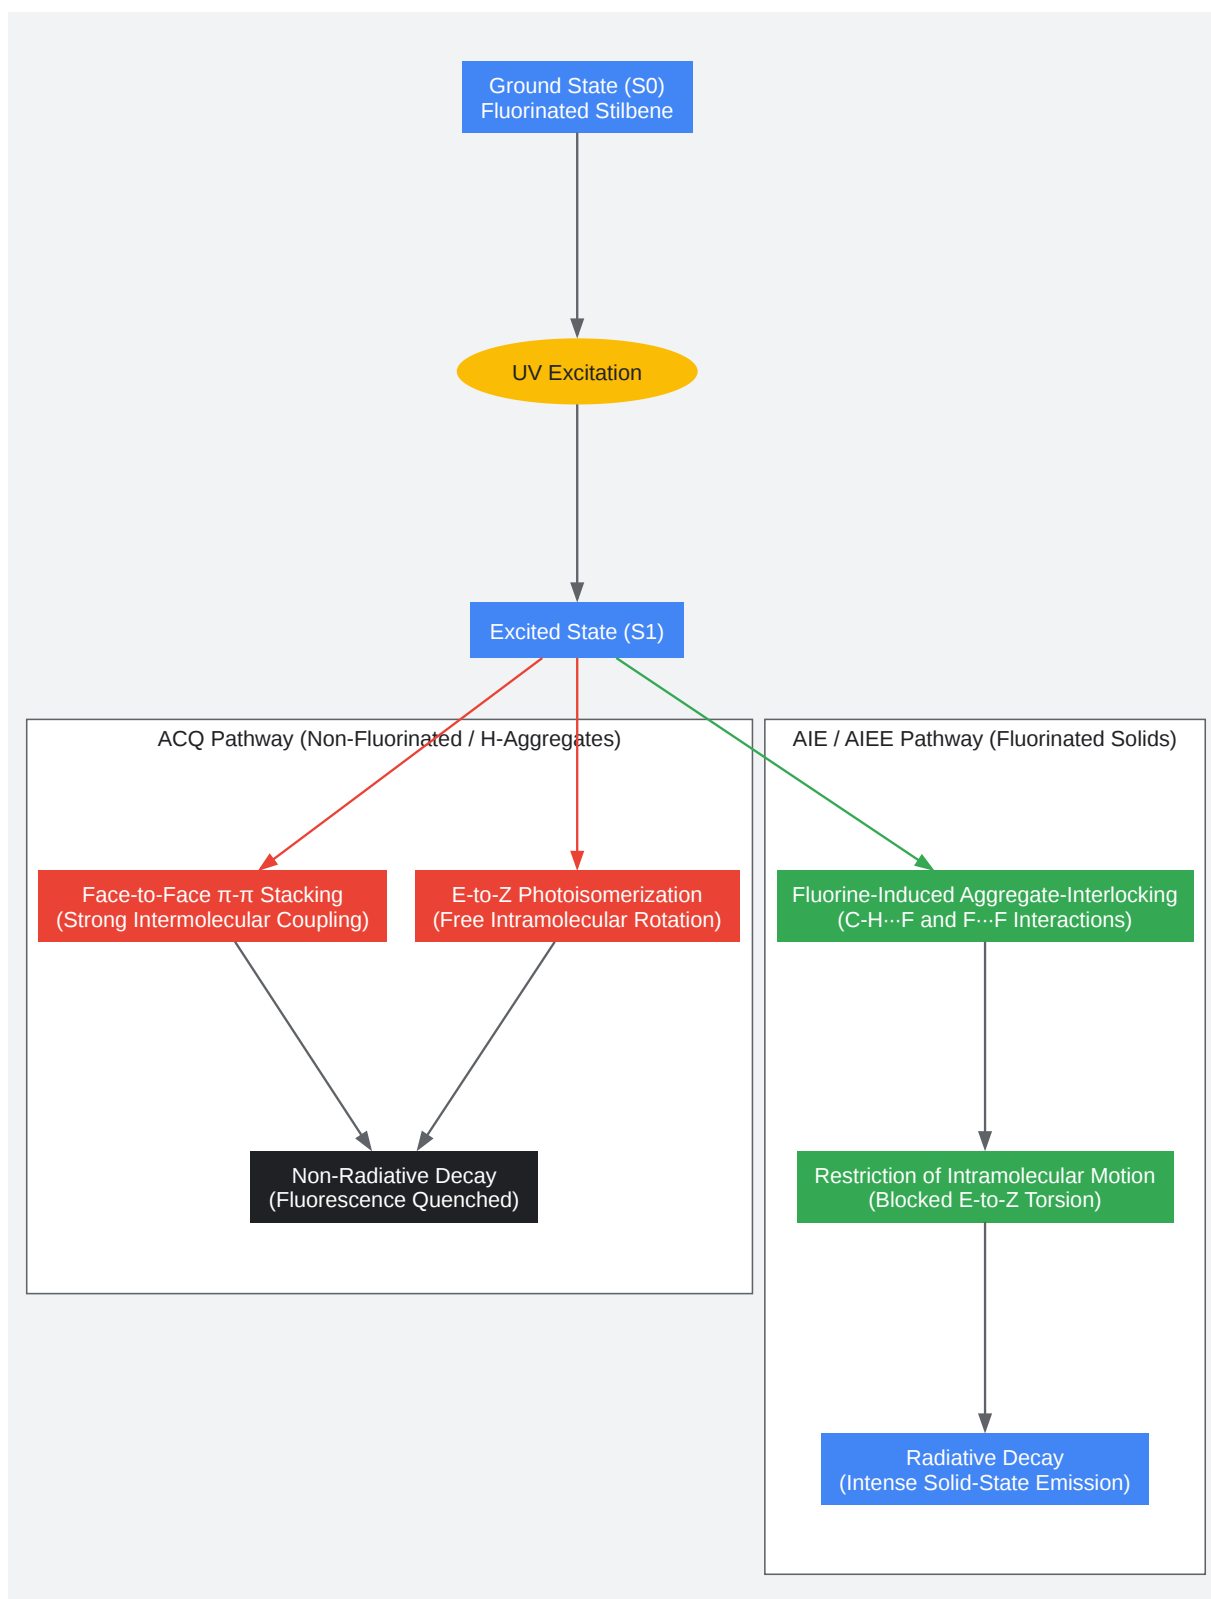 Ground State (S0)
Fluorinated Stilbene
UV Excitation
Excited State (S1)
ACQ Pathway (Non-Fluorinated / H-Aggregates)
AIE / AIEE Pathway (Fluorinated Solids)
Face-to-Face π-π Stacking
(Strong Intermolecular Coupling)
E-to-Z Photoisomerization
(Free Intramolecular Rotation)
Fluorine-Induced Aggregate-Interlocking
(C-H···F and F···F Interactions)
Non-Radiative Decay
(Fluorescence Quenched)
Restriction of Intramolecular Motion
(Blocked E-to-Z Torsion)
Radiative Decay
(Intense Solid-State Emission)